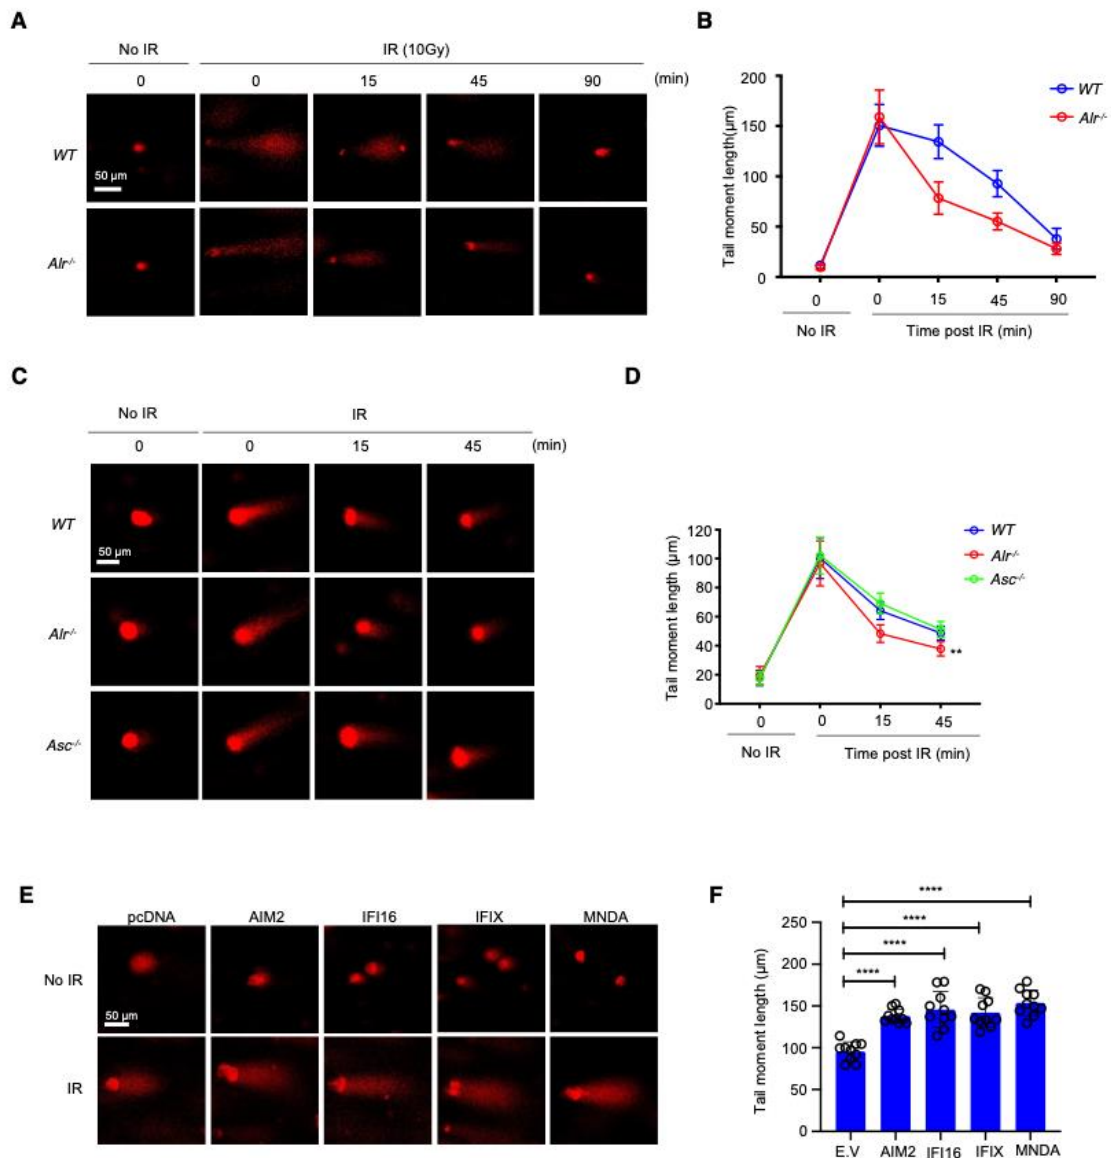 A
No IR
IR (10Gy)
0
0
15
45
90
(min)
WT
50 µm
Alr-/-
B
200
150
100
50
0
Tail moment length(µm)
WT
Alr-/-
0
0
15
45
90
No IR
Time post IR (min)
C
No IR
IR
0
0
15
45
(min)
WT
50 µm
Alr-/-
Asc-/-
D
120
100
80
60
40
20
0
Tail moment length (µm)
WT
Alr-/-
Asc-/-
**
0
0
15
45
No IR
Time post IR (min)
E
pcDNA
AIM2
IFI16
IFIX
MNDA
No IR
50 µm
IR
F
****
****
****
****
250
200
150
100
50
0
Tail moment length (µm)
E.V
AIM2
IFI16
IFIX
MNDA